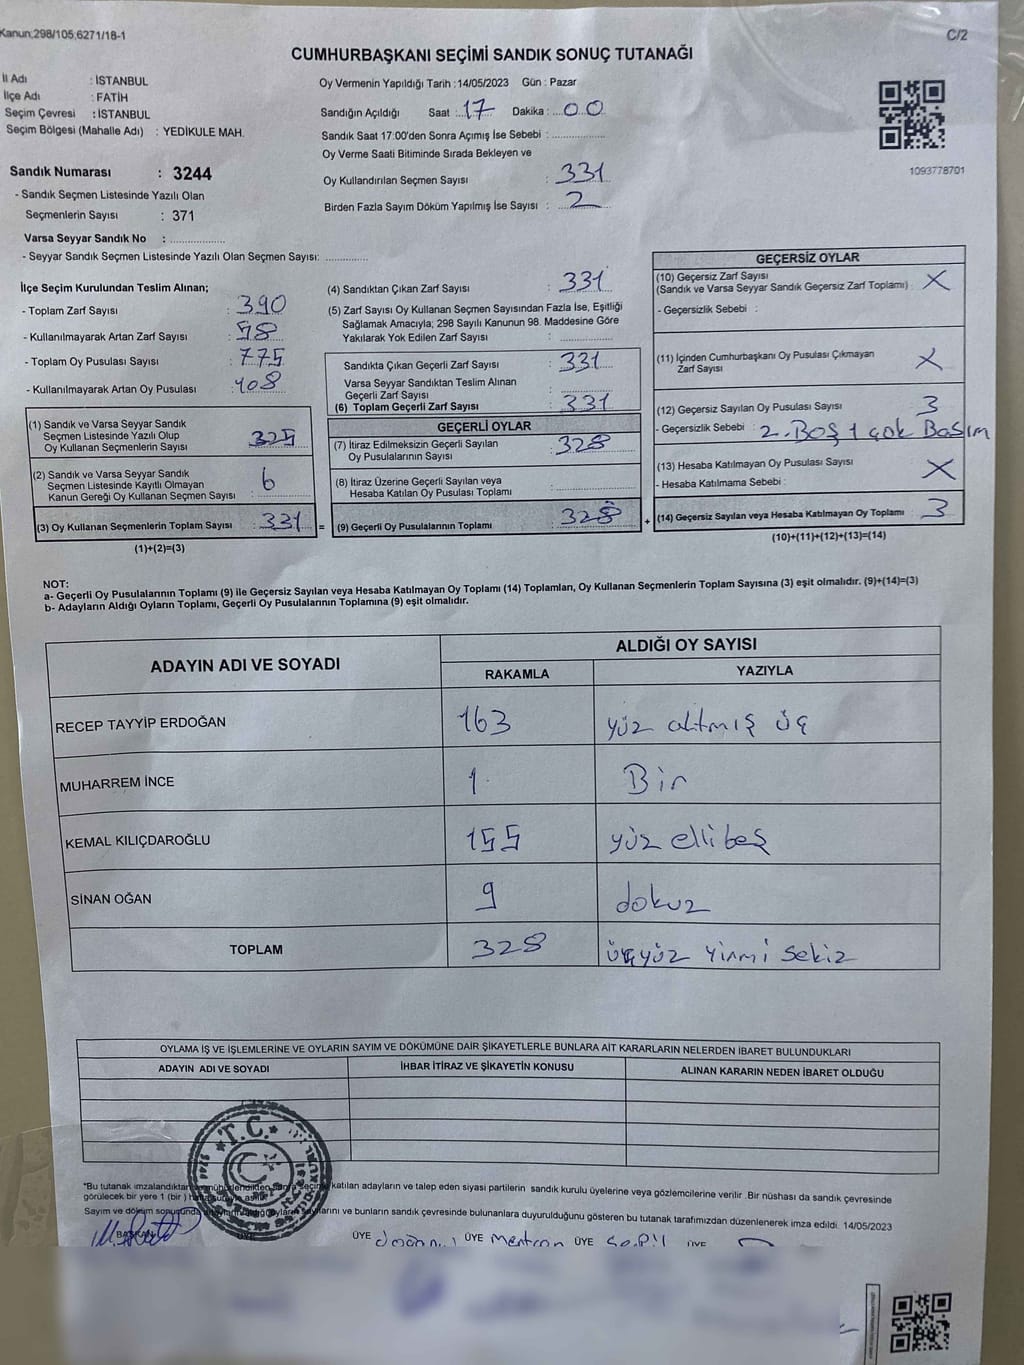 Kanun;298/105;6271/18-1
C/2
CUMHURBAŞKANI SEÇİMİ SANDIK SONUÇ TUTANAĞI
İl Adı : İSTANBUL
İlçe Adı : FATİH
Seçim Çevresi : İSTANBUL
Seçim Bölgesi (Mahalle Adı) : YEDİKULE MAH.
Sandık Numarası : 3244
- Sandık Seçmen Listesinde Yazılı Olan
Seçmenlerin Sayısı : 371
Varsa Seyyar Sandık No : ..................
- Seyyar Sandık Seçmen Listesinde Yazılı Olan Seçmen Sayısı: .............
Oy Vermenin Yapıldığı Tarih : 14/05/2023 Gün : Pazar
Sandığın Açıldığı Saat : 17 Dakika : 00
Sandık Saat 17:00'den Sonra Açımış İse Sebebi : ................
Oy Verme Saati Bitiminde Sırada Bekleyen ve
Oy Kullandırılan Seçmen Sayısı : 331
Birden Fazla Sayım Döküm Yapılmış İse Sayısı : 2
1093778701
İlçe Seçim Kurulundan Teslim Alınan;
- Toplam Zarf Sayısı : 390
- Kullanılmayarak Artan Zarf Sayısı : 58
- Toplam Oy Pusulası Sayısı : 775
- Kullanılmayarak Artan Oy Pusulası : 408
(1) Sandık ve Varsa Seyyar Sandık
Seçmen Listesinde Yazılı Olup
Oy Kullanan Seçmenlerin Sayısı : 325
(2) Sandık ve Varsa Seyyar Sandık
Seçmen Listesinde Kayıtlı Olmayan
Kanun Gereği Oy Kullanan Seçmen Sayısı : 6
(3) Oy Kullanan Seçmenlerin Toplam Sayısı : 331 =
(1)+(2)=(3)
(4) Sandıktan Çıkan Zarf Sayısı : 331
(5) Zarf Sayısı Oy Kullanan Seçmen Sayısından Fazla İse, Eşitliği
Sağlamak Amacıyla; 298 Sayılı Kanunun 98. Maddesine Göre
Yakılarak Yok Edilen Zarf Sayısı : .............
Sandıkta Çıkan Geçerli Zarf Sayısı : 331
Varsa Seyyar Sandıktan Teslim Alınan
Geçerli Zarf Sayısı : .............
(6) Toplam Geçerli Zarf Sayısı : 331
GEÇERLİ OYLAR
(7) İtiraz Edilmeksizin Geçerli Sayılan
Oy Pusulalarının Sayısı : 328
(8) İtiraz Üzerine Geçerli Sayılan veya
Hesaba Katılan Oy Pusulası Toplamı : .............
(9) Geçerli Oy Pusulalarının Toplamı : 328 +
GEÇERSİZ OYLAR
(10) Geçersiz Zarf Sayısı
(Sandık ve Varsa Seyyar Sandık Geçersiz Zarf Toplamı) : X
- Geçersizlik Sebebi :
(11) İçinden Cumhurbaşkanı Oy Pusulası Çıkmayan
Zarf Sayısı : X
(12) Geçersiz Sayılan Oy Pusulası Sayısı : 3
- Geçersizlik Sebebi : 2. Boş 1 çok Basım
(13) Hesaba Katılmayan Oy Pusulası Sayısı : X
- Hesaba Katılmama Sebebi :
(14) Geçersiz Sayılan veya Hesaba Katılmayan Oy Toplamı : 3
(10)+(11)+(12)+(13)=(14)
NOT:
a- Geçerli Oy Pusulalarının Toplamı (9) ile Geçersiz Sayılan veya Hesaba Katılmayan Oy Toplamı (14) Toplamları, Oy Kullanan Seçmenlerin Toplam Sayısına (3) eşit olmalıdır. (9)+(14)=(3)
b- Adayların Aldığı Oyların Toplamı, Geçerli Oy Pusulalarının Toplamına (9) eşit olmalıdır.
ADAYIN ADI VE SOYADI
ALDIĞI OY SAYISI
RAKAMLA YAZIYLA
RECEP TAYYİP ERDOĞAN 163 yüz altmış üç
MUHARREM İNCE 1 Bir
KEMAL KILIÇDAROĞLU 155 yüz ellibeş
SİNAN OĞAN 9 dokuz
TOPLAM 328 üçyüz yirmi sekiz
OYLAMA İŞ VE İŞLEMLERİNE VE OYLARIN SAYIM VE DÖKÜMÜNE DAİR ŞİKAYETLERLE BUNLARA AİT KARARLARIN NELERDEN İBARET BULUNDUKLARI
ADAYIN ADI VE SOYADI İHBAR İTİRAZ VE ŞİKAYETİN KONUSU ALINAN KARARIN NEDEN İBARET OLDUĞU
T.C.
*Bu tutanak imzalandıktan katılan adayların ve talep eden siyasi partilerin sandık kurulu üyelerine veya gözlemcilerine verilir .Bir nüshası da sandık çevresinde
görülecek bir yere 1 (bir )
Sayım ve döküm sonucunda ve bunların sandık çevresinde bulunanlara duyurulduğunu gösteren bu tutanak tarafımızdan düzenlenerek imza edildi. 14/05/2023
BAŞKAN ÜYE ÜYE ÜYE ÜYE ÜYE